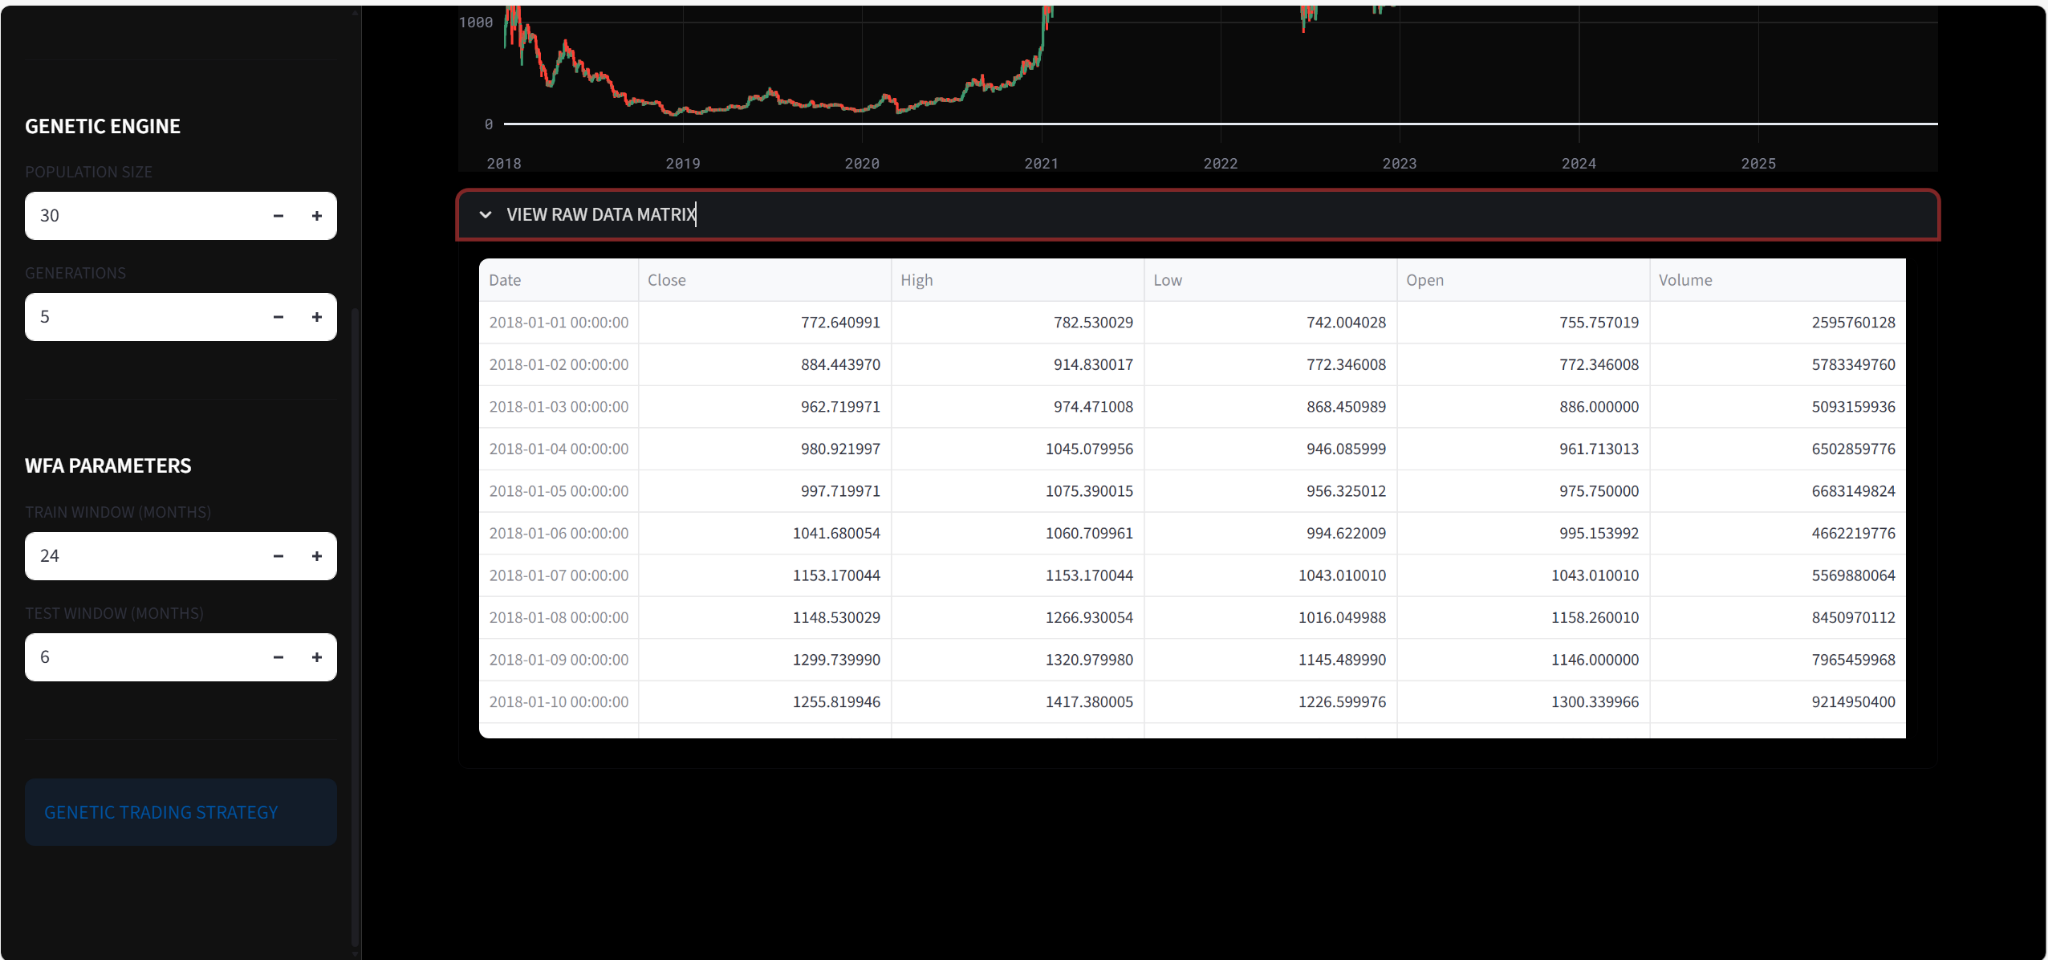 GENETIC ENGINE
POPULATION SIZE
30 − +
GENERATIONS
5 − +
WFA PARAMETERS
TRAIN WINDOW (MONTHS)
24 − +
TEST WINDOW (MONTHS)
6 − +
GENETIC TRADING STRATEGY
1000
0
2018 2019 2020 2021 2022 2023 2024 2025
VIEW RAW DATA MATRIX
Date Close High Low Open Volume
2018-01-01 00:00:00 772.640991 782.530029 742.004028 755.757019 2595760128
2018-01-02 00:00:00 884.443970 914.830017 772.346008 772.346008 5783349760
2018-01-03 00:00:00 962.719971 974.471008 868.450989 886.000000 5093159936
2018-01-04 00:00:00 980.921997 1045.079956 946.085999 961.713013 6502859776
2018-01-05 00:00:00 997.719971 1075.390015 956.325012 975.750000 6683149824
2018-01-06 00:00:00 1041.680054 1060.709961 994.622009 995.153992 4662219776
2018-01-07 00:00:00 1153.170044 1153.170044 1043.010010 1043.010010 5569880064
2018-01-08 00:00:00 1148.530029 1266.930054 1016.049988 1158.260010 8450970112
2018-01-09 00:00:00 1299.739990 1320.979980 1145.489990 1146.000000 7965459968
2018-01-10 00:00:00 1255.819946 1417.380005 1226.599976 1300.339966 9214950400